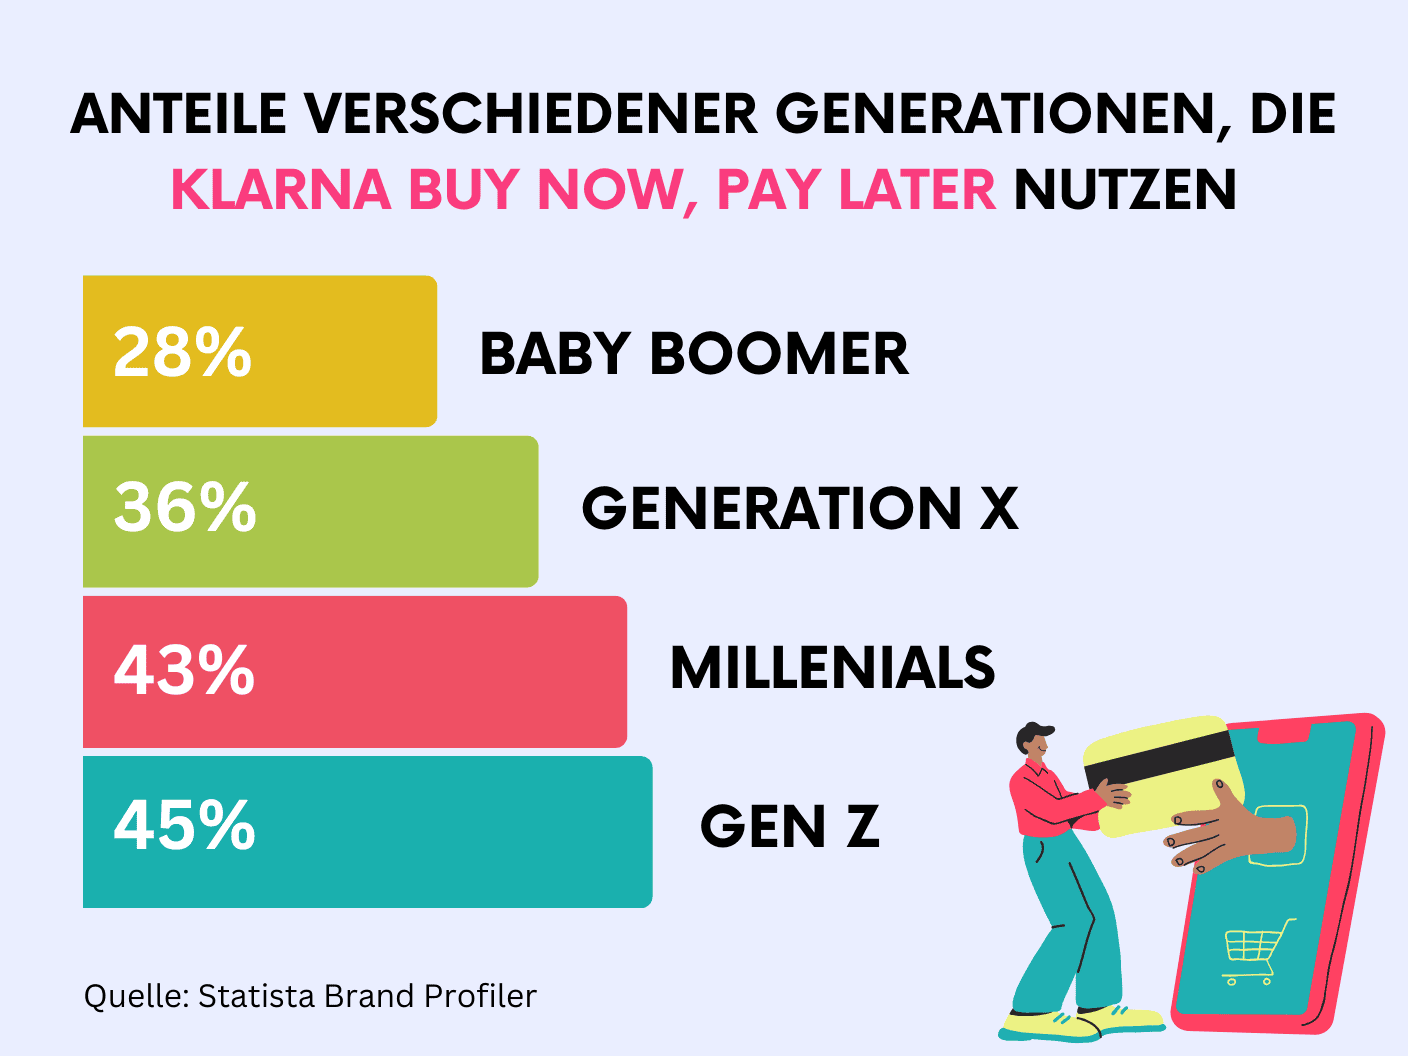 ANTEILE VERSCHIEDENER GENERATIONEN, DIE
KLARNA BUY NOW, PAY LATER NUTZEN
28% BABY BOOMER
36% GENERATION X
43% MILLENIALS
45% GEN Z
Quelle: Statista Brand Profiler